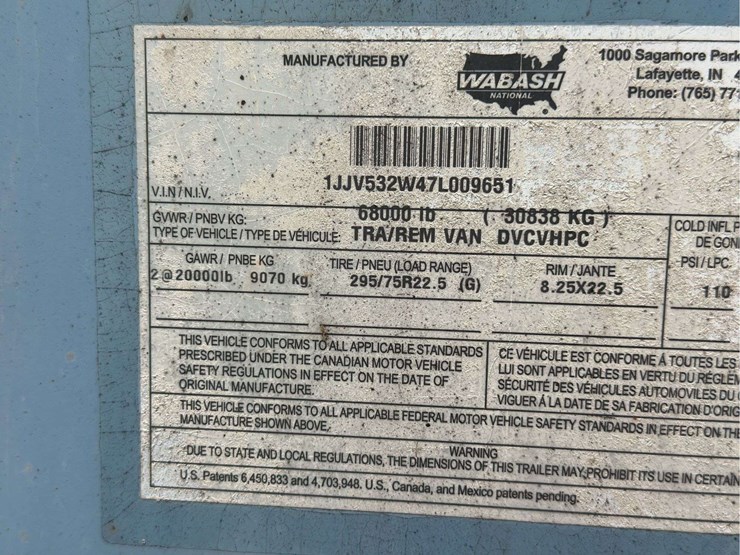 MANUFACTURED BY
WABASH
NATIONAL
1000 Sagamore Park
Lafayette, IN 4
Phone: (765) 77
V.I.N / N.I.V.
1JJV532W47L009651
GVWR / PNBV KG: 68000 lb ( 30838 KG )
TYPE OF VEHICLE / TYPE DE VÉHICULE: TRA/REM VAN DVCVHPC
GAWR / PNBE KG
2 @ 20000lb 9070 kg
TIRE / PNEU (LOAD RANGE)
295/75R22.5 (G)
RIM / JANTE
8.25X22.5
COLD INFL P
DE GON
PSI / LPC
110
THIS VEHICLE CONFORMS TO ALL APPLICABLE STANDARDS
PRESCRIBED UNDER THE CANADIAN MOTOR VEHICLE
SAFETY REGULATIONS IN EFFECT ON THE DATE OF
ORIGINAL MANUFACTURE.
CE VÉHICULE EST CONFORME À TOUTES LES
LUI SONT APPLICABLES EN VERTU DU RÉGLEM
SÉCURITÉ DES VÉHICULES AUTOMOVILES DU
VIGUER Á LA DATE DE SA FABRICATION D'ORIG
THIS VEHICLE CONFORMS TO ALL APPLICABLE FEDERAL MOTOR VEHICLE SAFETY STANDARDS IN EFFECT ON THE
MANUFACTURE SHOWN ABOVE.
WARNING
DUE TO STATE AND LOCAL REGULATIONS, THE DIMENSIONS OF THIS TRAILER MAY PROHIBIT ITS USE IN CERTAIN
U.S. Patents 6,450,833 and 4,703,948. U.S., Canada, and Mexico patents pending.